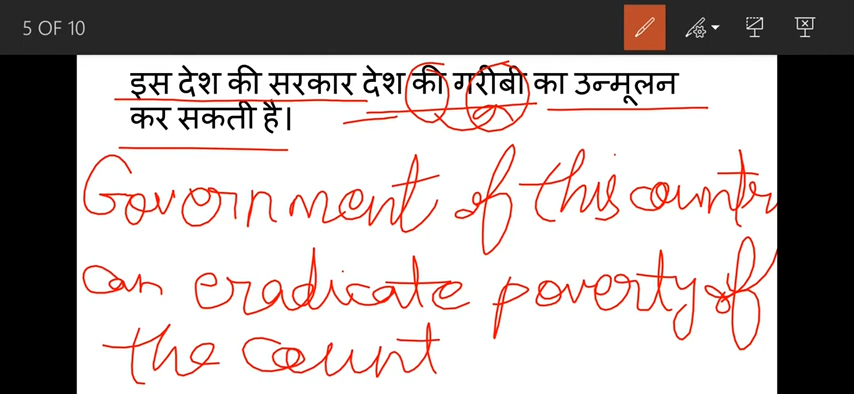 5 OF 10
इस देश की सरकार देश की गरीबी का उन्मूलन
कर सकती है।
Government of this counter
can eradicate poverty of
the count